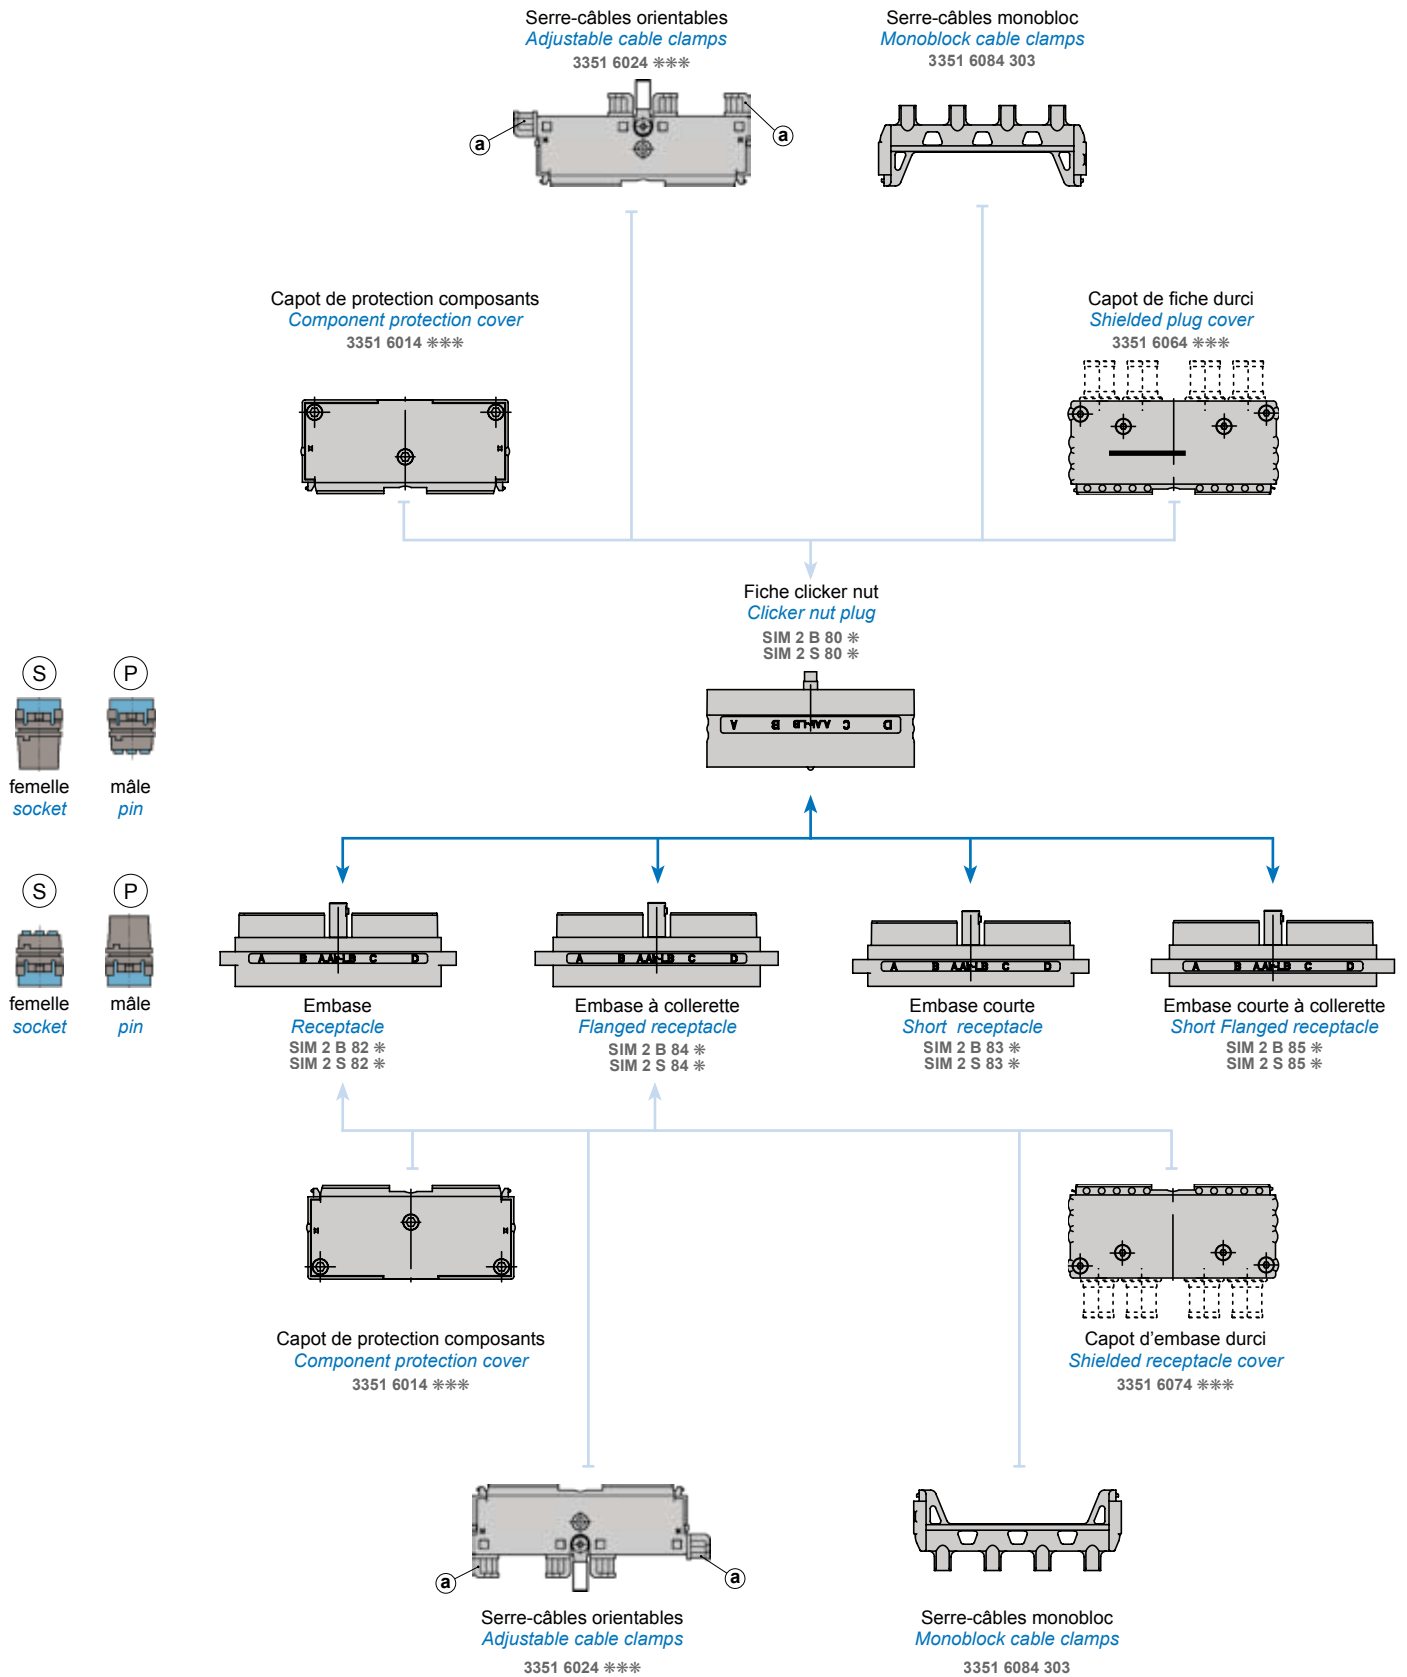 Serre-câbles orientables
Adjustable cable clamps
3351 6024 ✳✳✳
Serre-câbles monobloc
Monoblock cable clamps
3351 6084 303
a
a
Capot de protection composants
Component protection cover
3351 6014 ✳✳✳
Capot de fiche durci
Shielded plug cover
3351 6064 ✳✳✳
Fiche clicker nut
Clicker nut plug
SIM 2 B 80 ✳
SIM 2 S 80 ✳
S
P
femelle
socket
mâle
pin
A B C D
S
P
femelle
socket
mâle
pin
A B C D
A B C D
A B C D
A B C D
Embase
Receptacle
SIM 2 B 82 ✳
SIM 2 S 82 ✳
Embase à collerette
Flanged receptacle
SIM 2 B 84 ✳
SIM 2 S 84 ✳
Embase courte
Short receptacle
SIM 2 B 83 ✳
SIM 2 S 83 ✳
Embase courte à collerette
Short Flanged receptacle
SIM 2 B 85 ✳
SIM 2 S 85 ✳
Capot de protection composants
Component protection cover
3351 6014 ✳✳✳
Capot d’embase durci
Shielded receptacle cover
3351 6074 ✳✳✳
a
a
Serre-câbles orientables
Adjustable cable clamps
3351 6024 ✳✳✳
Serre-câbles monobloc
Monoblock cable clamps
3351 6084 303